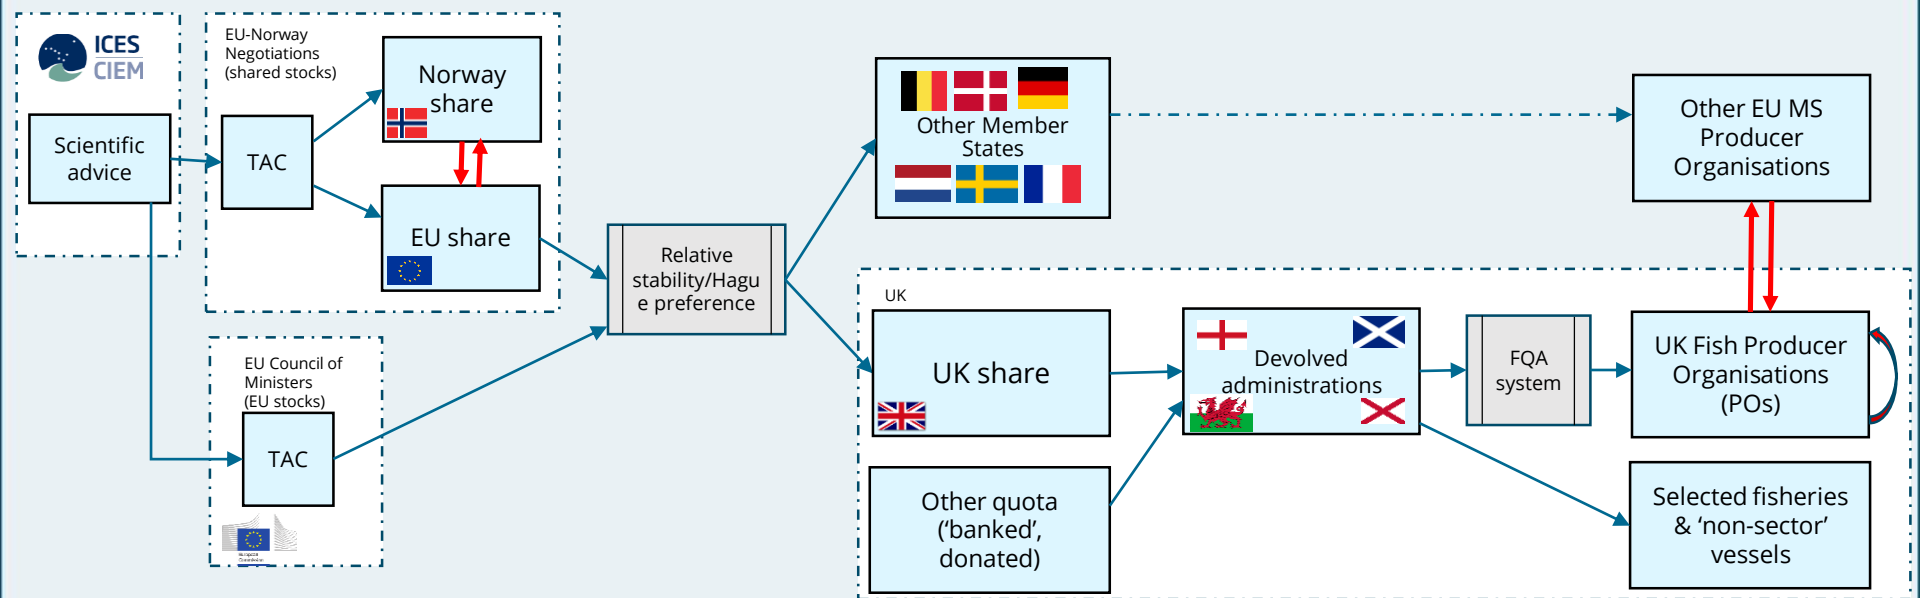 ICES
CIEM
Scientific
advice
EU-Norway
Negotiations
(shared stocks)
TAC
Norway
share
EU share
EU Council of
Ministers
(EU stocks)
TAC
European
Commission
Relative
stability/Hagu
e preference
Other Member
States
Other EU MS
Producer
Organisations
UK
UK share
Other quota
(‘banked’,
donated)
Devolved
administrations
FQA
system
UK Fish Producer
Organisations
(POs)
Selected fisheries
& ‘non-sector’
vessels